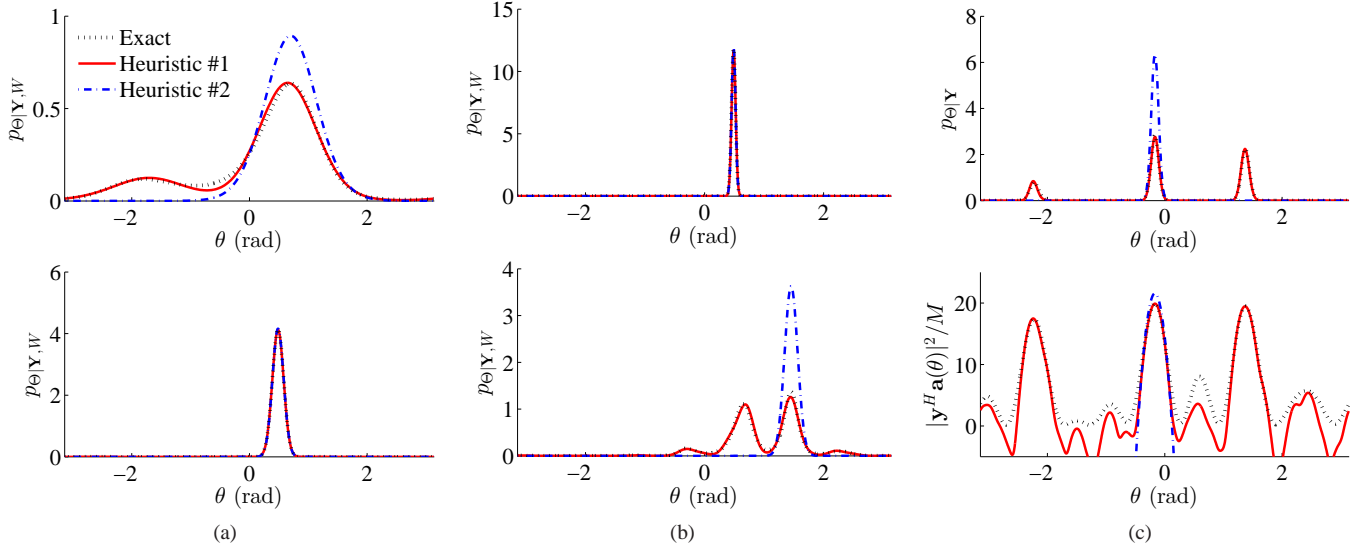 1
0.5
0
−2
0
2
θ (rad)
p_{Θ|Y,W}
Exact
Heuristic #1
Heuristic #2
15
10
5
0
−2
0
2
θ (rad)
p_{Θ|Y,W}
8
6
4
2
0
−2
0
2
θ (rad)
p_{Θ|Y}
6
4
2
0
−2
0
2
θ (rad)
p_{Θ|Y,W}
(a)
4
3
2
1
0
−2
0
2
θ (rad)
p_{Θ|Y,W}
(b)
20
10
0
−2
0
2
θ (rad)
|y^H a(θ)|²/M
(c)